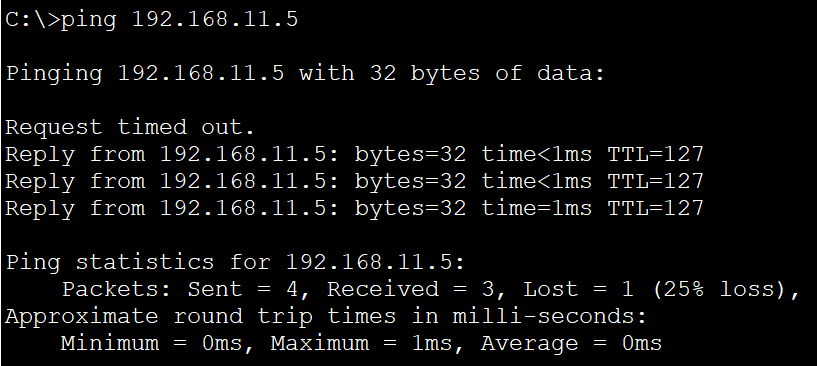 C:\>ping 192.168.11.5
Pinging 192.168.11.5 with 32 bytes of data:
Request timed out.
Reply from 192.168.11.5: bytes=32 time<1ms TTL=127
Reply from 192.168.11.5: bytes=32 time<1ms TTL=127
Reply from 192.168.11.5: bytes=32 time=1ms TTL=127
Ping statistics for 192.168.11.5:
    Packets: Sent = 4, Received = 3, Lost = 1 (25% loss),
Approximate round trip times in milli-seconds:
    Minimum = 0ms, Maximum = 1ms, Average = 0ms